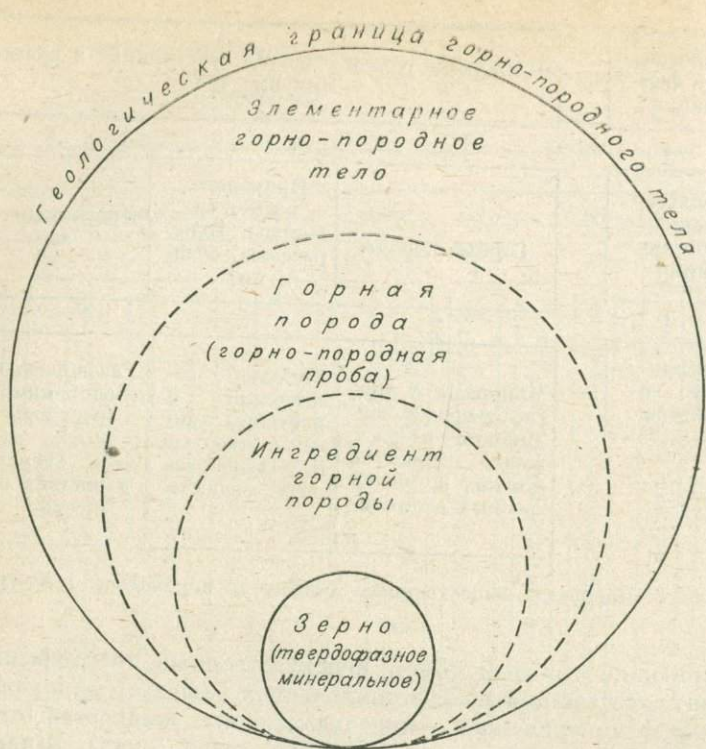 Геологическая граница горно-породного тела
Элементарное
горно-породное
тело
Горная
порода
(горно-породная
проба)
Ингредиент
горной
породы
Зерно
(твердофазное
минеральное)